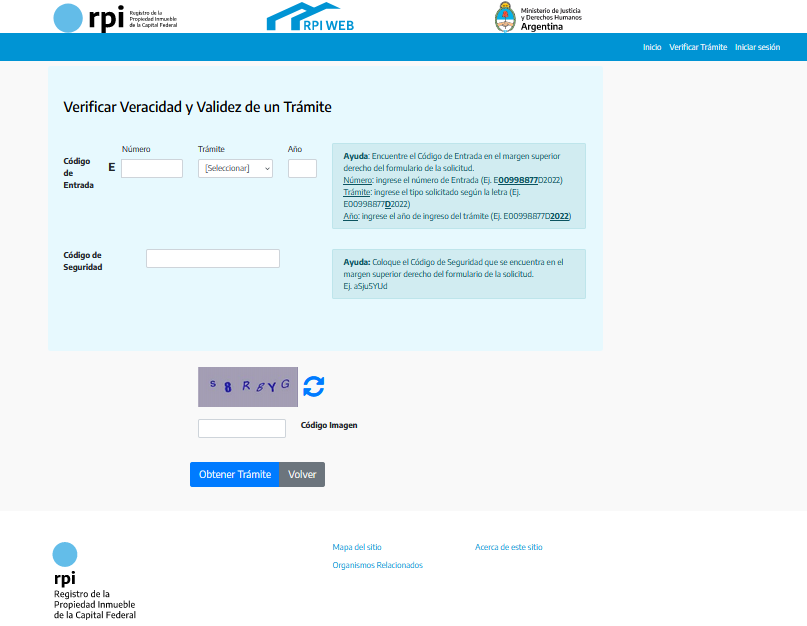 rpi
Registro de la
Propiedad Inmueble
de la Capital Federal
RPI WEB
Ministerio de Justicia
y Derechos Humanos
Argentina
Inicio Verificar Trámite Iniciar sesión
Verificar Veracidad y Validez de un Trámite
Número Trámite Año
Código
de
Entrada
E
[Seleccionar]
Ayuda: Encuentre el Código de Entrada en el margen superior
derecho del formulario de la solicitud.
Número: ingrese el número de Entrada (Ej. E00998877D2022)
Trámite: ingrese el tipo solicitado según la letra (Ej.
E00998877D2022)
Año: ingrese el año de ingreso del trámite (Ej. E00998877D2022)
Código de
Seguridad
Ayuda: Coloque el Código de Seguridad que se encuentra en el
margen superior derecho del formulario de la solicitud.
Ej. aSju5YUd
Código Imagen
Obtener Trámite Volver
Mapa del sitio Acerca de este sitio
Organismos Relacionados
rpi
Registro de la
Propiedad Inmueble
de la Capital Federal